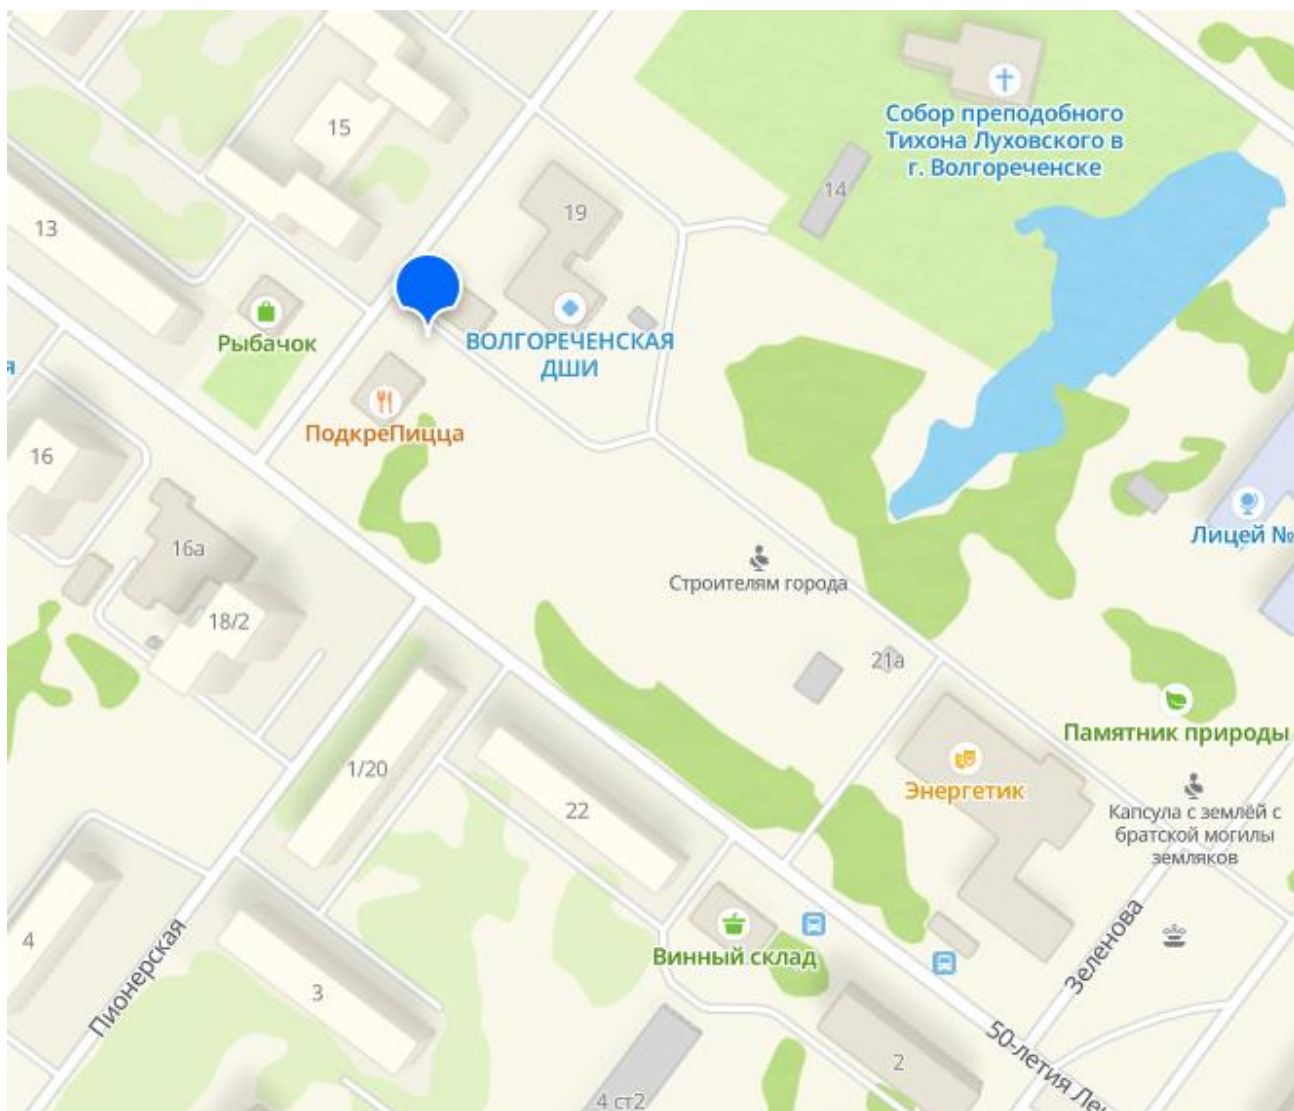 Собор преподобного
Тихона Луховского в
г. Волгореченске
15
14
19
13
Рыбачок
ВОЛГОРЕЧЕНСКАЯ
ДШИ
я
ПодкреПицца
16
Лицей №
16а
Строителям города
18/2
21а
Памятник природы
1/20
Энергетик
22
Капсула с землёй с
братской могилы
земляков
Зеленова
4
Пионерская
Винный склад
3
50-летия Ле
2
4 ст2